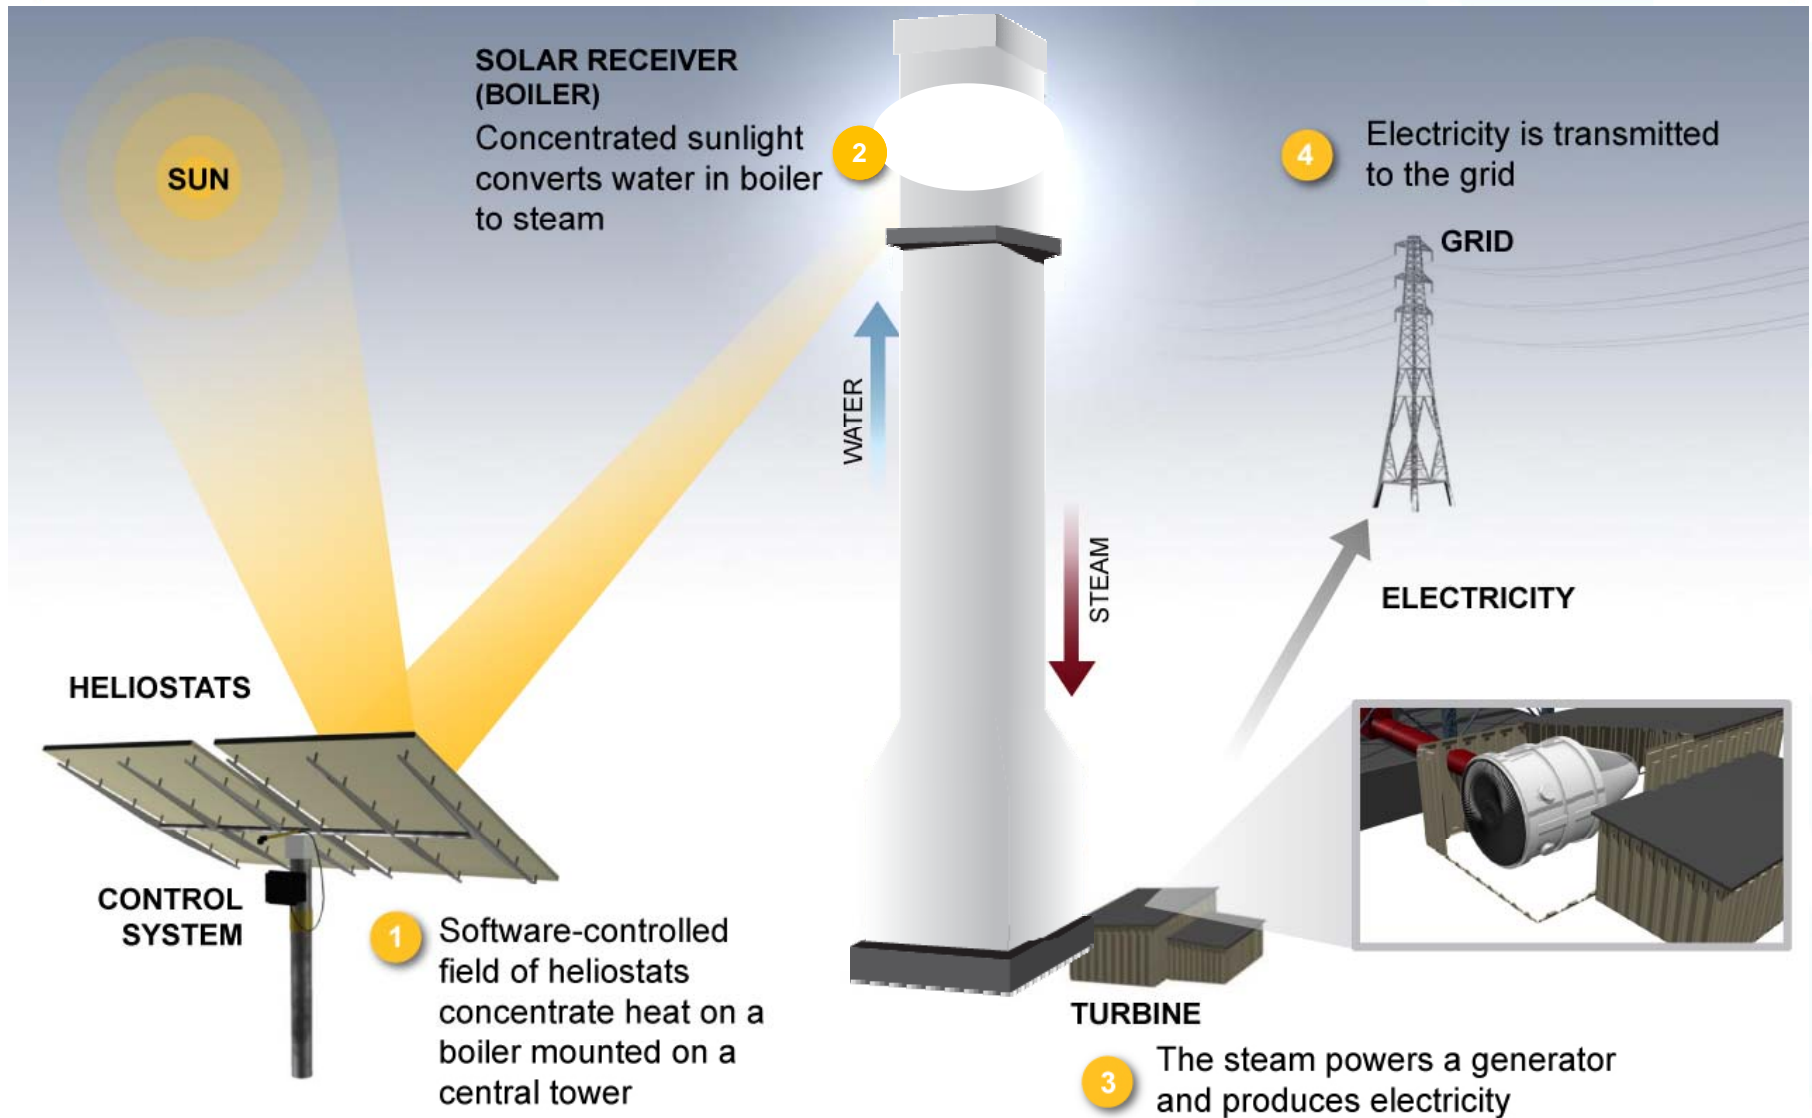 SUN
SOLAR RECEIVER
(BOILER)
Concentrated sunlight
converts water in boiler
to steam
2
4
Electricity is transmitted
to the grid
GRID
WATER
STEAM
ELECTRICITY
HELIOSTATS
CONTROL
SYSTEM
1
Software-controlled
field of heliostats
concentrate heat on a
boiler mounted on a
central tower
TURBINE
3
The steam powers a generator
and produces electricity